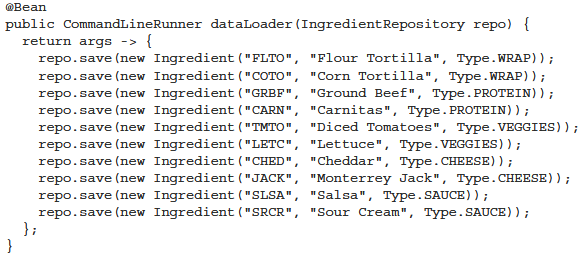 @Bean
public CommandLineRunner dataLoader(IngredientRepository repo) {
  return args -> {
    repo.save(new Ingredient("FLTO", "Flour Tortilla", Type.WRAP));
    repo.save(new Ingredient("COTO", "Corn Tortilla", Type.WRAP));
    repo.save(new Ingredient("GRBF", "Ground Beef", Type.PROTEIN));
    repo.save(new Ingredient("CARN", "Carnitas", Type.PROTEIN));
    repo.save(new Ingredient("TMTO", "Diced Tomatoes", Type.VEGGIES));
    repo.save(new Ingredient("LETC", "Lettuce", Type.VEGGIES));
    repo.save(new Ingredient("CHED", "Cheddar", Type.CHEESE));
    repo.save(new Ingredient("JACK", "Monterrey Jack", Type.CHEESE));
    repo.save(new Ingredient("SLSA", "Salsa", Type.SAUCE));
    repo.save(new Ingredient("SRCR", "Sour Cream", Type.SAUCE));
  };
}